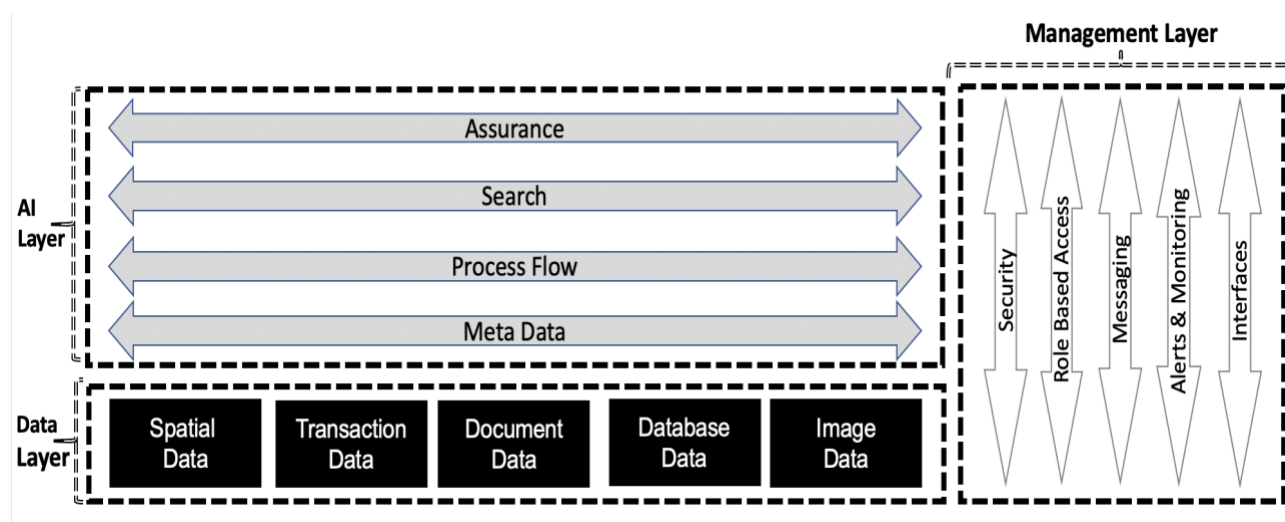 Management Layer
AI
Layer
Assurance
Search
Process Flow
Meta Data
Data
Layer
Spatial
Data
Transaction
Data
Document
Data
Database
Data
Image
Data
Security
Role Based Access
Messaging
Alerts & Monitoring
Interfaces